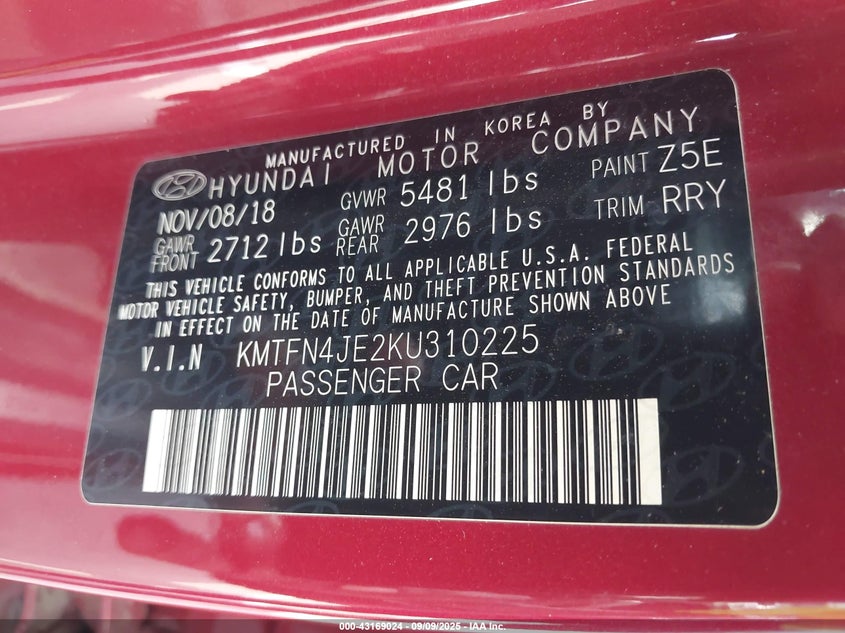 MANUFACTURED IN KOREA BY
HYUNDAI MOTOR COMPANY
NOV/08/18 GVWR 5481 lbs PAINT Z5E
GAWR FRONT 2712 lbs GAWR REAR 2976 lbs TRIM RRY
THIS VEHICLE CONFORMS TO ALL APPLICABLE U.S.A. FEDERAL
MOTOR VEHICLE SAFETY, BUMPER, AND THEFT PREVENTION STANDARDS
IN EFFECT ON THE DATE OF MANUFACTURE SHOWN ABOVE
V.I.N KMTFN4JE2KU310225
PASSENGER CAR
000-43169024 - 09/09/2025 - IAA Inc.